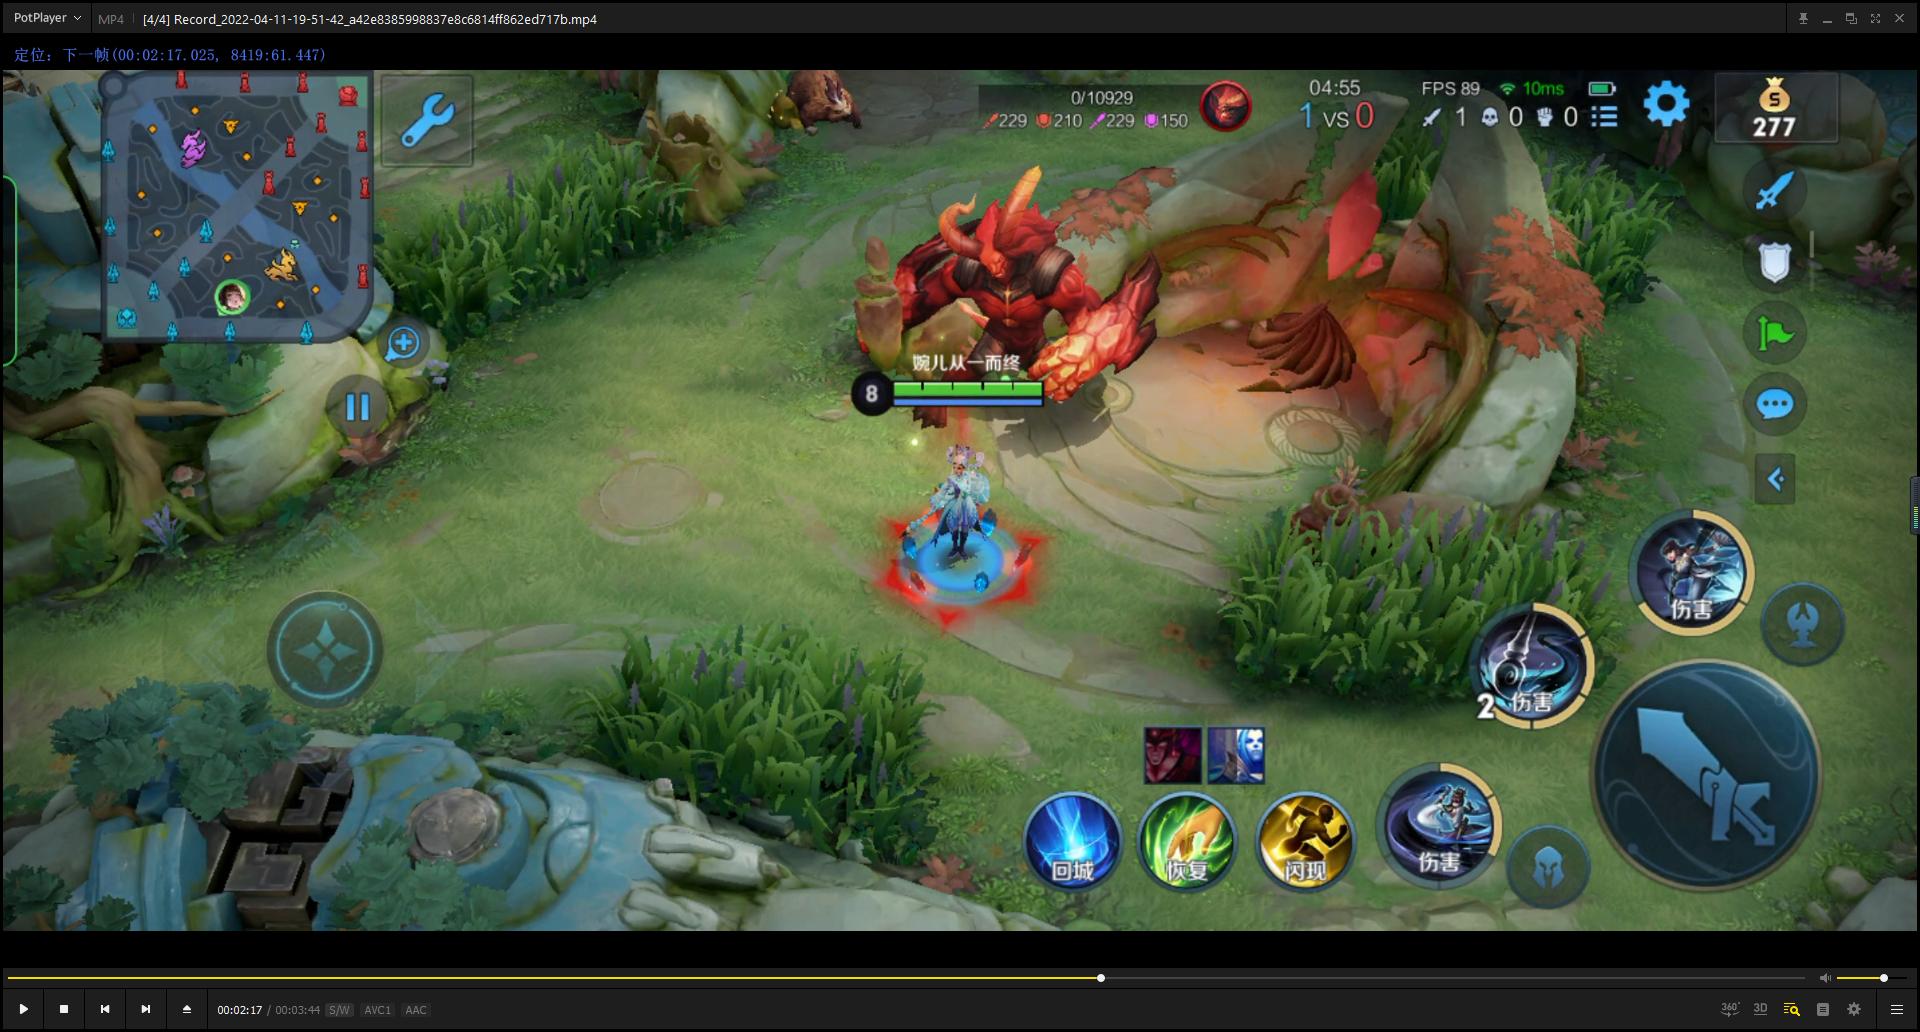 PotPlayer MP4 [4/4] Record_2022-04-11-19-51-42_a42e8385998837e8c6814ff862ed717b.mp4
定位: 下一帧(00:02:17.025, 8419:61.447)
0/10929
229 210 229 150
04:55
1 VS 0
FPS 89 10ms
1 0 0
S
277
婉儿从一而终
8
伤害
2 伤害
伤害
回城 恢复 闪现
00:02:17 / 00:03:44 S/W AVC1 AAC
360° 3D